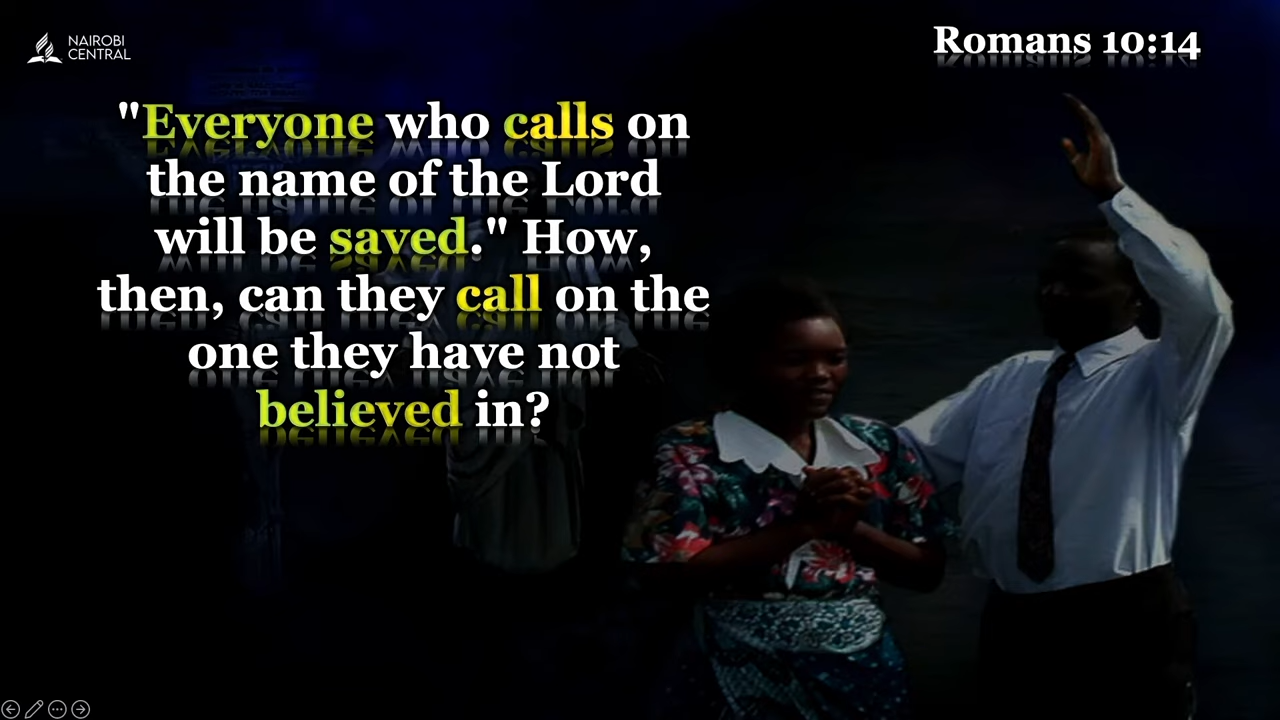 NAIROBI
CENTRAL
Romans 10:14
"Everyone who calls on
the name of the Lord
will be saved." How,
then, can they call on the
one they have not
believed in?